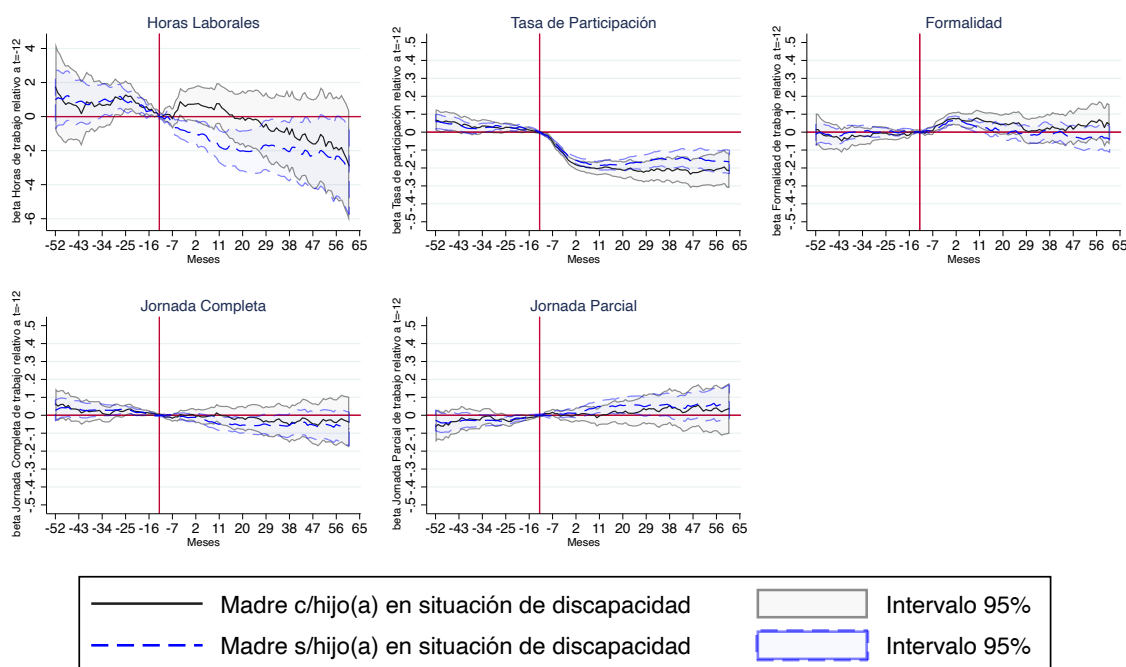 Horas Laborales
beta Horas de trabajo relativo a t=-12
4
2
0
-2
-4
-6
-52 -43 -34 -25 -16 -7 2 11 20 29 38 47 56 65
Meses
Tasa de Participación
beta Tasa de participación relativo a t=-12
.5
.4
.3
.2
.1
0
-.1
-.2
-.3
-.4
-.5
-52 -43 -34 -25 -16 -7 2 11 20 29 38 47 56 65
Meses
Formalidad
beta Formalidad de trabajo relativo a t=-12
.5
.4
.3
.2
.1
0
-.1
-.2
-.3
-.4
-.5
-52 -43 -34 -25 -16 -7 2 11 20 29 38 47 56 65
Meses
Jornada Completa
beta Jornada Completa de trabajo relativo a t=-12
.5
.4
.3
.2
.1
0
-.1
-.2
-.3
-.4
-.5
-52 -43 -34 -25 -16 -7 2 11 20 29 38 47 56 65
Meses
Jornada Parcial
beta Jornada Parcial de trabajo relativo a t=-12
.5
.4
.3
.2
.1
0
-.1
-.2
-.3
-.4
-.5
-52 -43 -34 -25 -16 -7 2 11 20 29 38 47 56 65
Meses
Madre c/hijo(a) en situación de discapacidad
Intervalo 95%
Madre s/hijo(a) en situación de discapacidad
Intervalo 95%